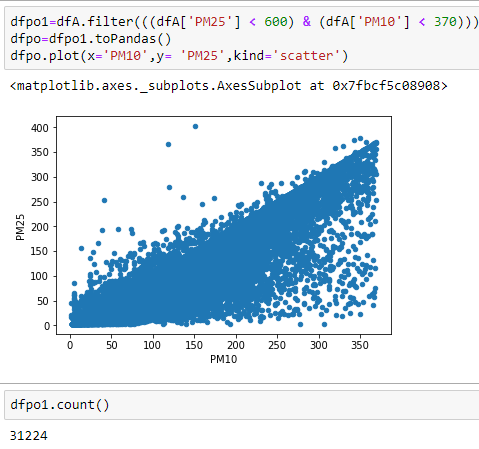 dfpo1=dfA.filter(((dfA['PM25'] < 600) & (dfA['PM10'] < 370)))
dfpo=dfpo1.toPandas()
dfpo.plot(x='PM10',y= 'PM25',kind='scatter')
<matplotlib.axes._subplots.AxesSubplot at 0x7fbcf5c08908>
400
350
300
250
200
150
100
50
0
PM25
0 50 100 150 200 250 300 350
PM10
dfpo1.count()
31224